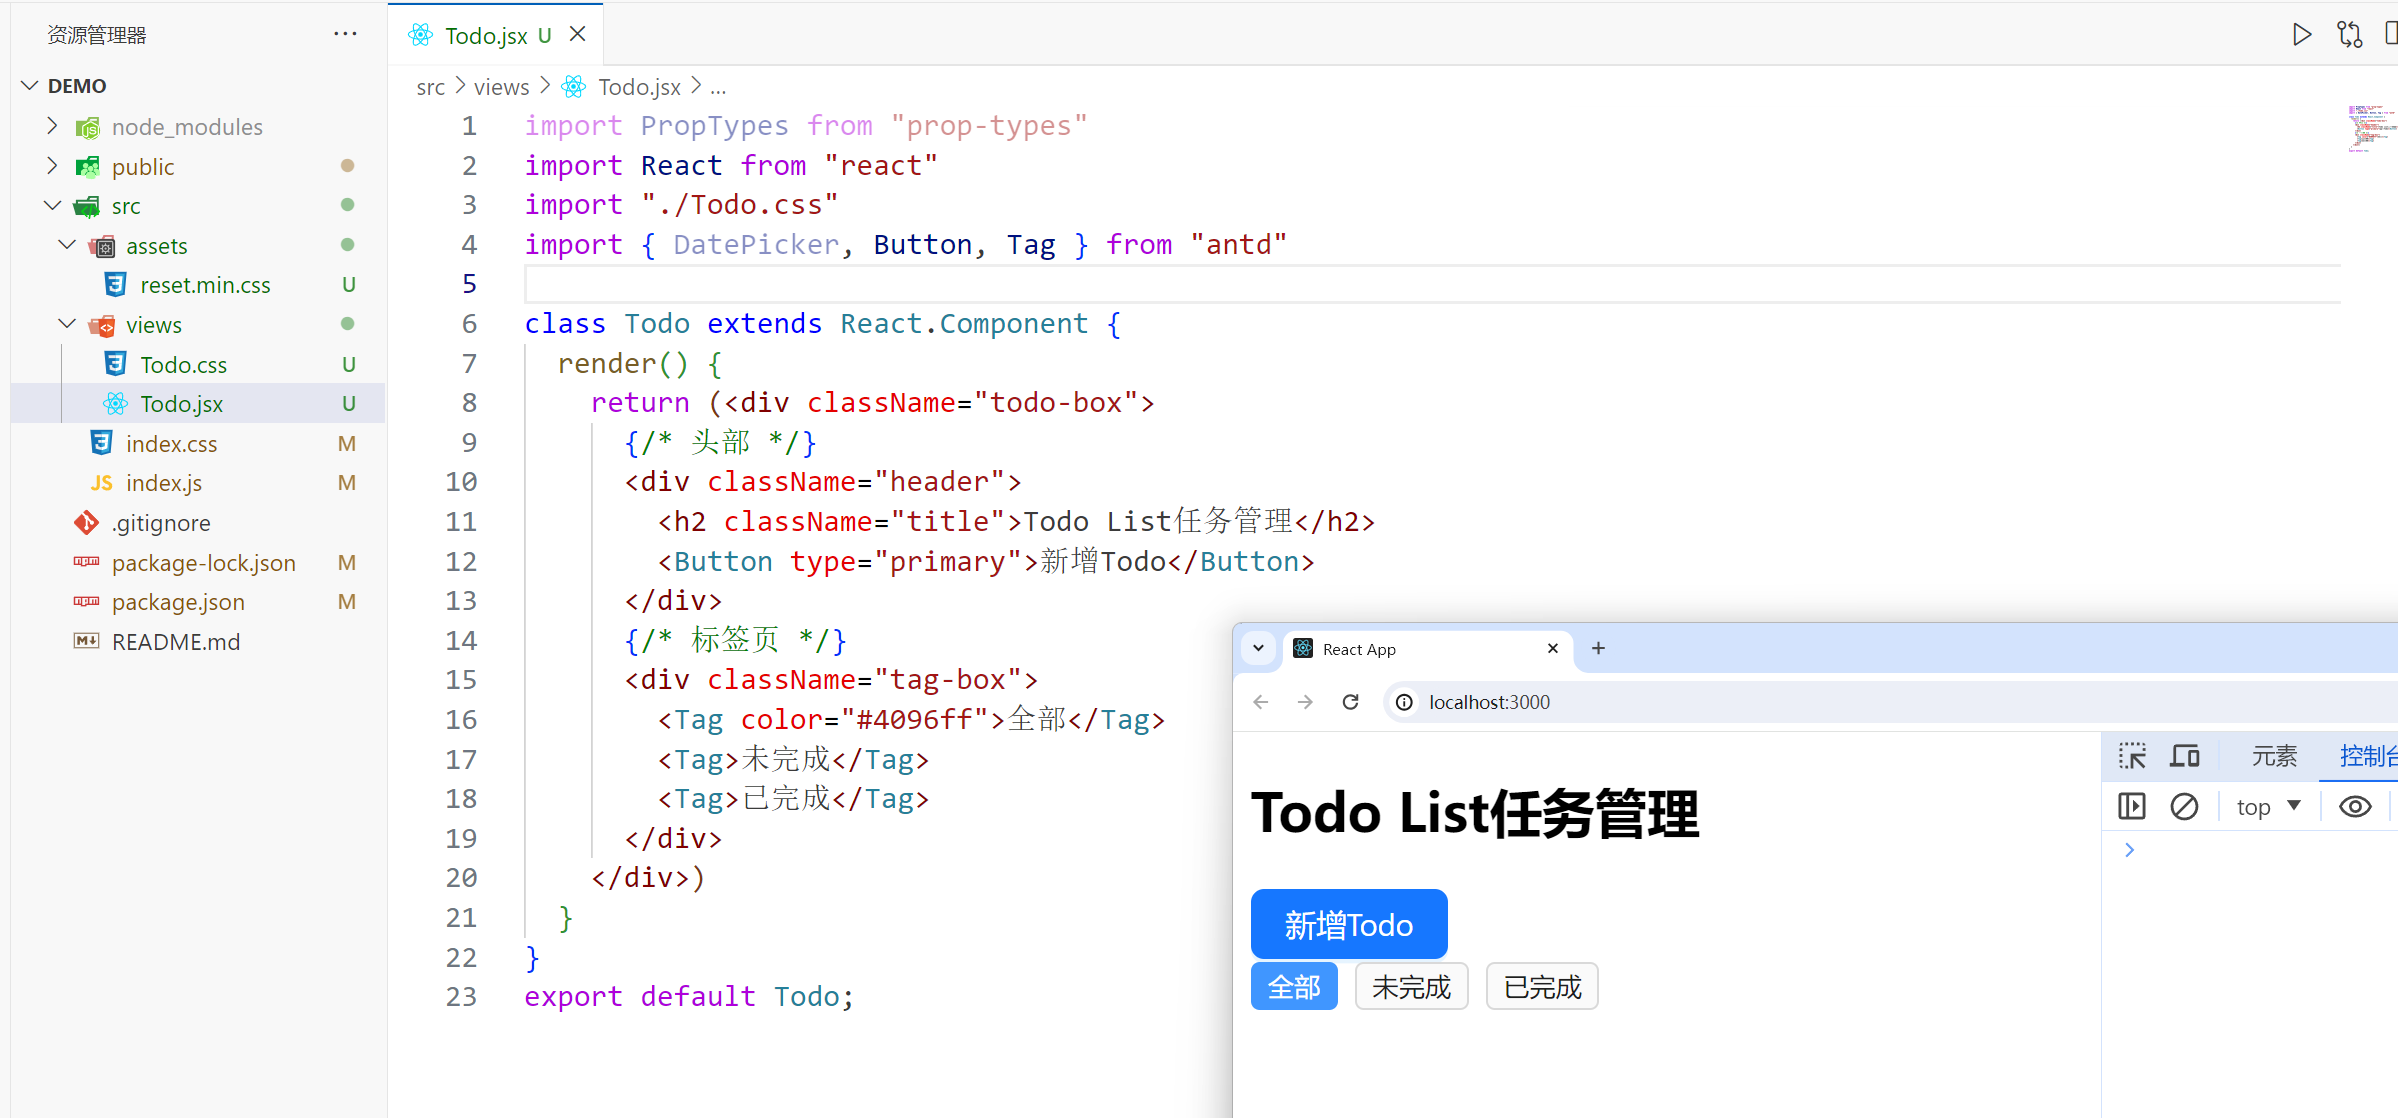 资源管理器 ···
DEMO
node_modules
public
src
assets
reset.min.css U
views
Todo.css U
Todo.jsx U
index.css M
JS index.js M
.gitignore
package-lock.json M
package.json M
README.md
Todo.jsx U
src > views > Todo.jsx > ...
1 import PropTypes from "prop-types"
2 import React from "react"
3 import "./Todo.css"
4 import { DatePicker, Button, Tag } from "antd"
5
6 class Todo extends React.Component {
7 render() {
8 return (<div className="todo-box">
9 {/* 头部 */}
10 <div className="header">
11 <h2 className="title">Todo List任务管理</h2>
12 <Button type="primary">新增Todo</Button>
13 </div>
14 {/* 标签页 */}
15 <div className="tag-box">
16 <Tag color="#4096ff">全部</Tag>
17 <Tag>未完成</Tag>
18 <Tag>已完成</Tag>
19 </div>
20 </div>)
21 }
22 }
23 export default Todo;
React App
localhost:3000
元素 控制台
top
Todo List任务管理
新增Todo
全部 未完成 已完成